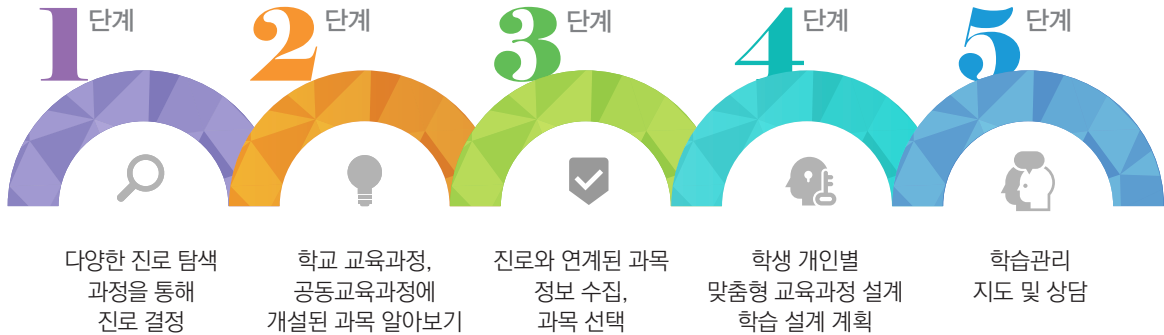 1 단계
2 단계
3 단계
4 단계
5 단계
다양한 진로 탐색
과정을 통해
진로 결정
학교 교육과정,
공동교육과정에
개설된 과목 알아보기
진로와 연계된 과목
정보 수집,
과목 선택
학생 개인별
맞춤형 교육과정 설계
학습 설계 계획
학습관리
지도 및 상담